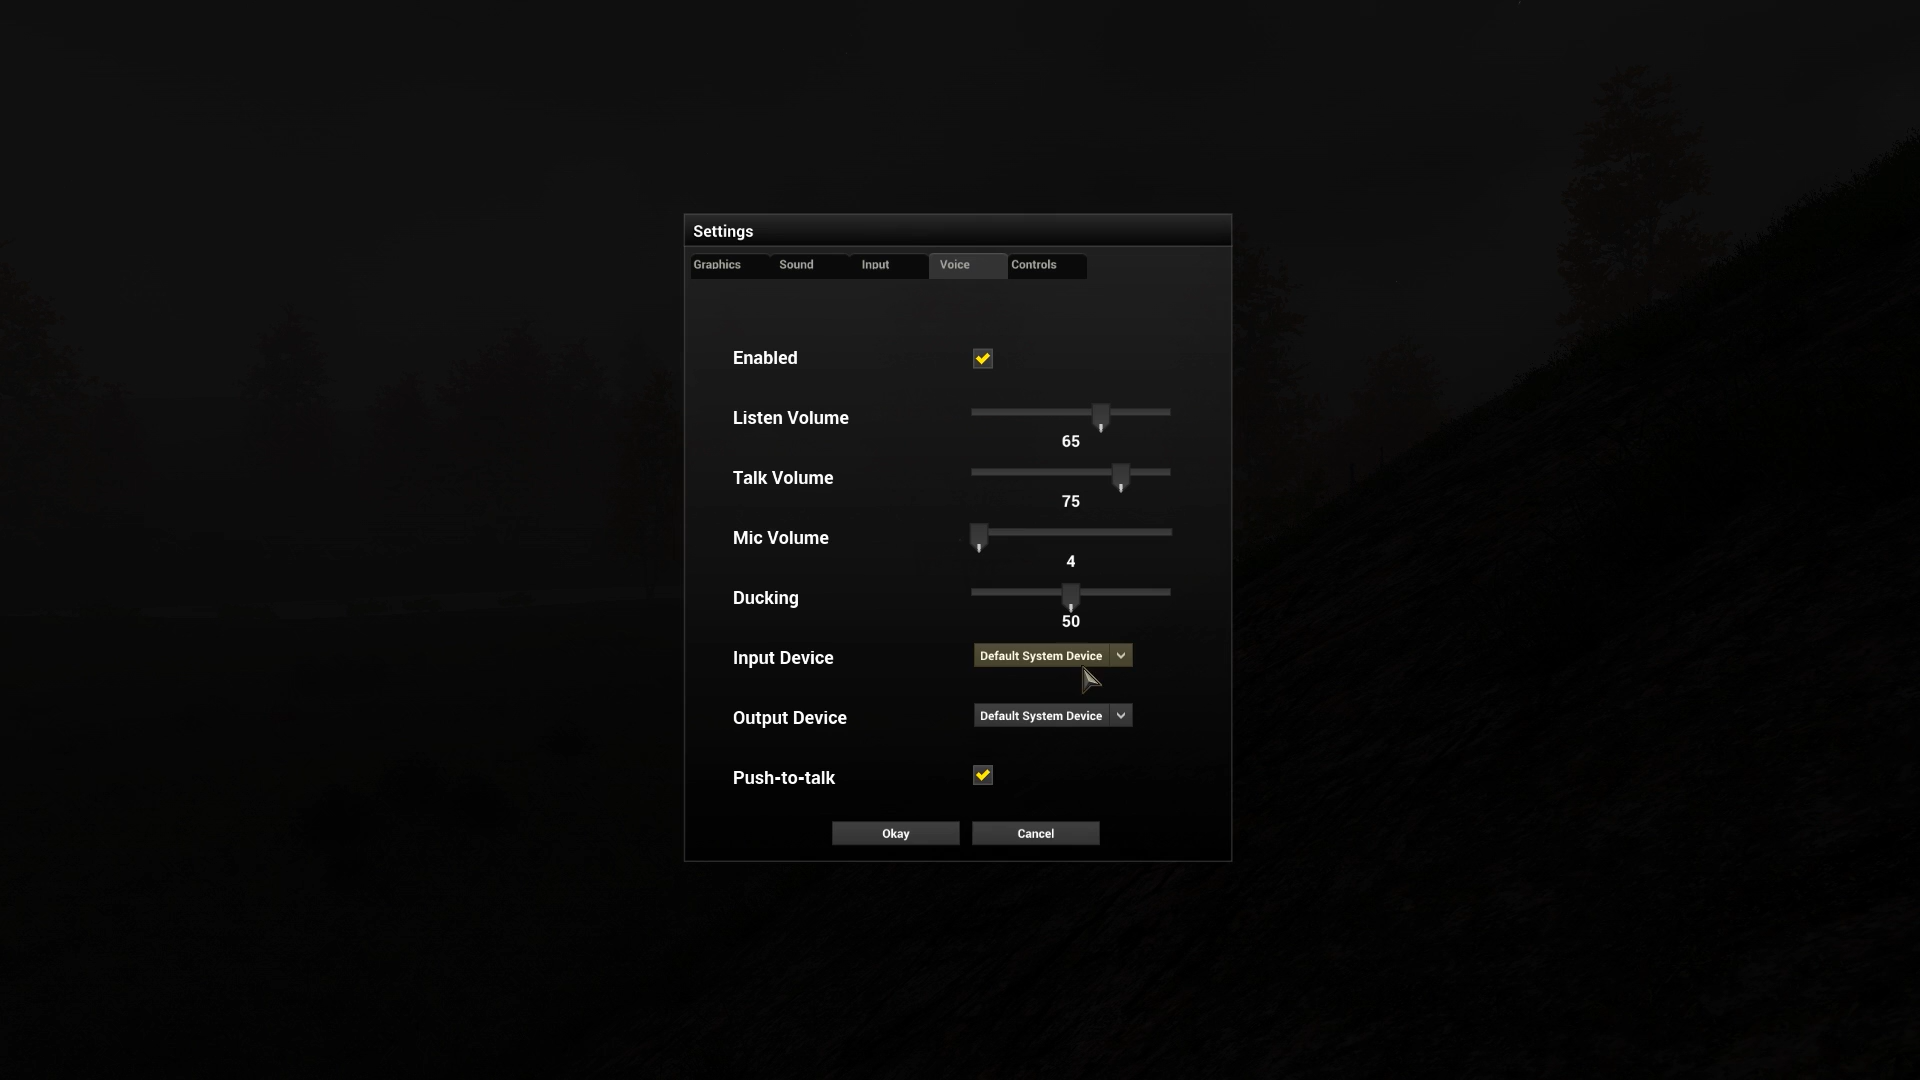 Settings
Graphics Sound Input Voice Controls
Enabled
Listen Volume
65
Talk Volume
75
Mic Volume
4
Ducking
50
Input Device Default System Device
Output Device Default System Device
Push-to-talk
Okay Cancel